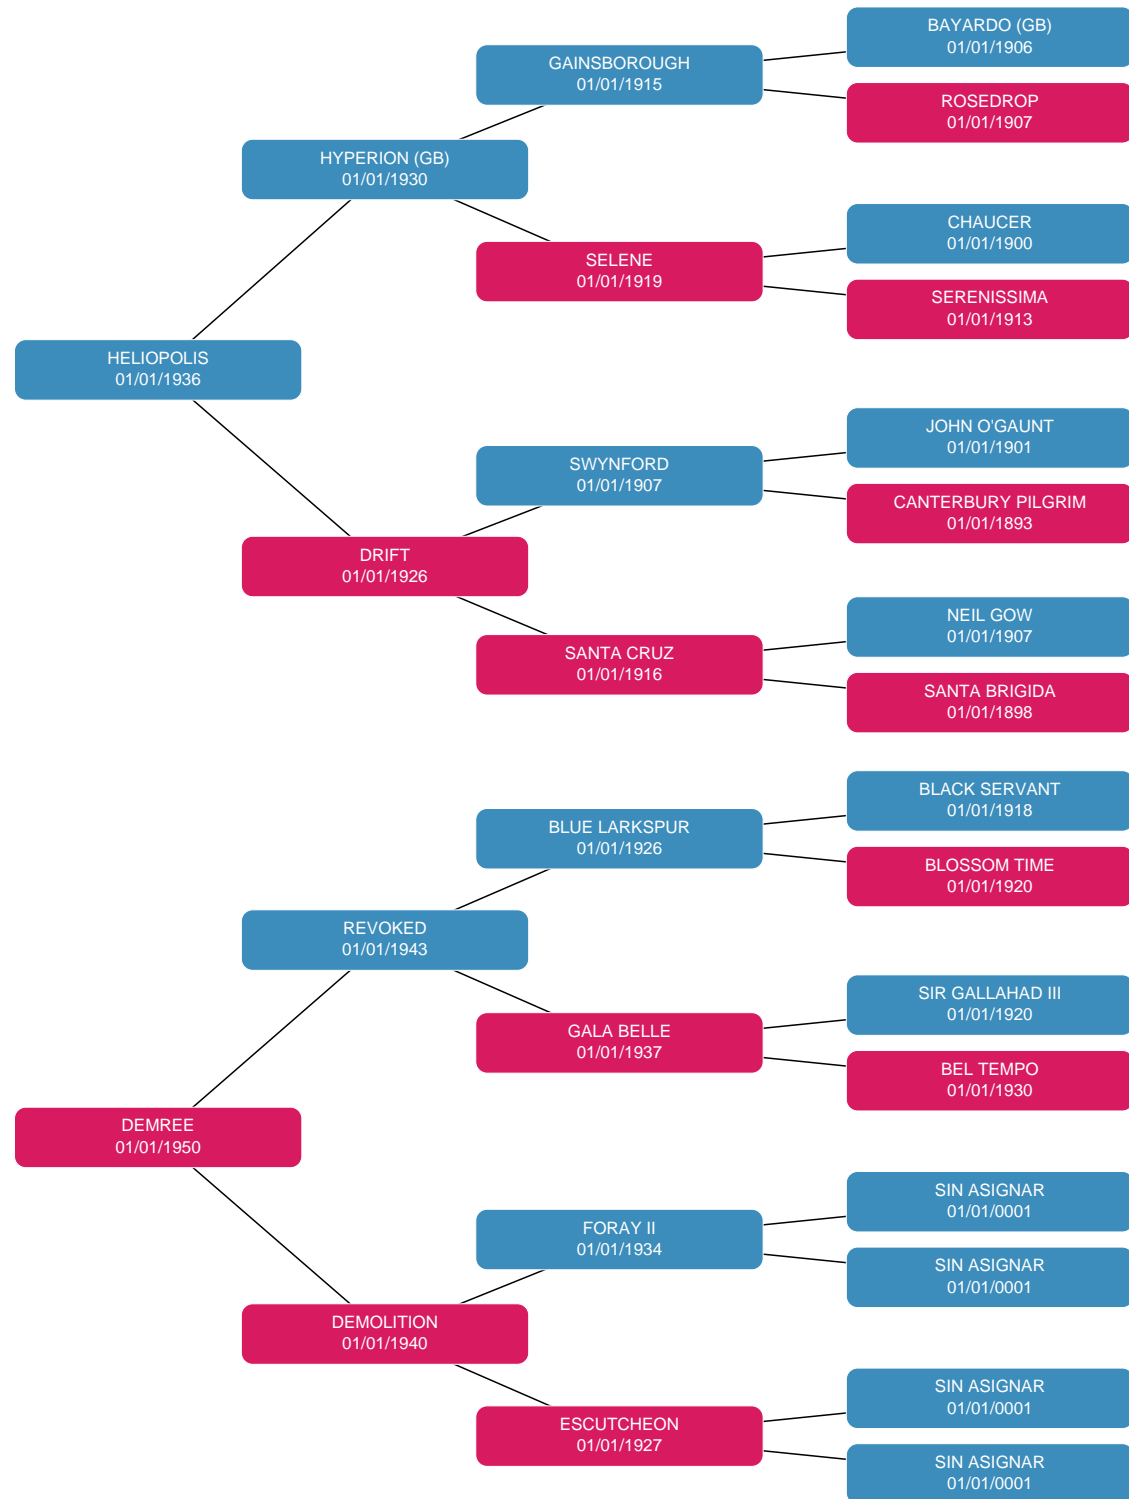 BAYARDO (GB)
01/01/1906
GAINSBOROUGH
01/01/1915
ROSEDROP
01/01/1907
HYPERION (GB)
01/01/1930
CHAUCER
01/01/1900
SELENE
01/01/1919
SERENISSIMA
01/01/1913
HELIOPOLIS
01/01/1936
JOHN O'GAUNT
01/01/1901
SWYNFORD
01/01/1907
CANTERBURY PILGRIM
01/01/1893
DRIFT
01/01/1926
NEIL GOW
01/01/1907
SANTA CRUZ
01/01/1916
SANTA BRIGIDA
01/01/1898
BLACK SERVANT
01/01/1918
BLUE LARKSPUR
01/01/1926
BLOSSOM TIME
01/01/1920
REVOKED
01/01/1943
SIR GALLAHAD III
01/01/1920
GALA BELLE
01/01/1937
BEL TEMPO
01/01/1930
DEMREE
01/01/1950
SIN ASIGNAR
01/01/0001
FORAY II
01/01/1934
SIN ASIGNAR
01/01/0001
DEMOLITION
01/01/1940
SIN ASIGNAR
01/01/0001
ESCUTCHEON
01/01/1927
SIN ASIGNAR
01/01/0001